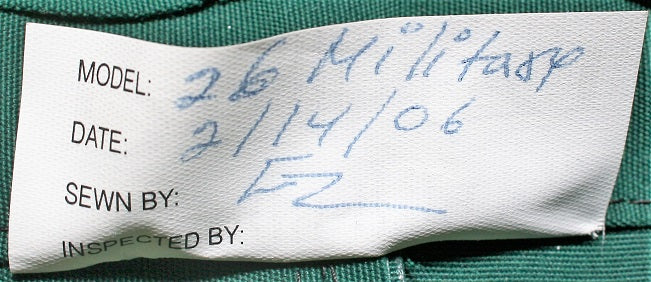 MODEL: 26 Military
DATE: 2/14/06
SEWN BY: EZ
INSPECTED BY: